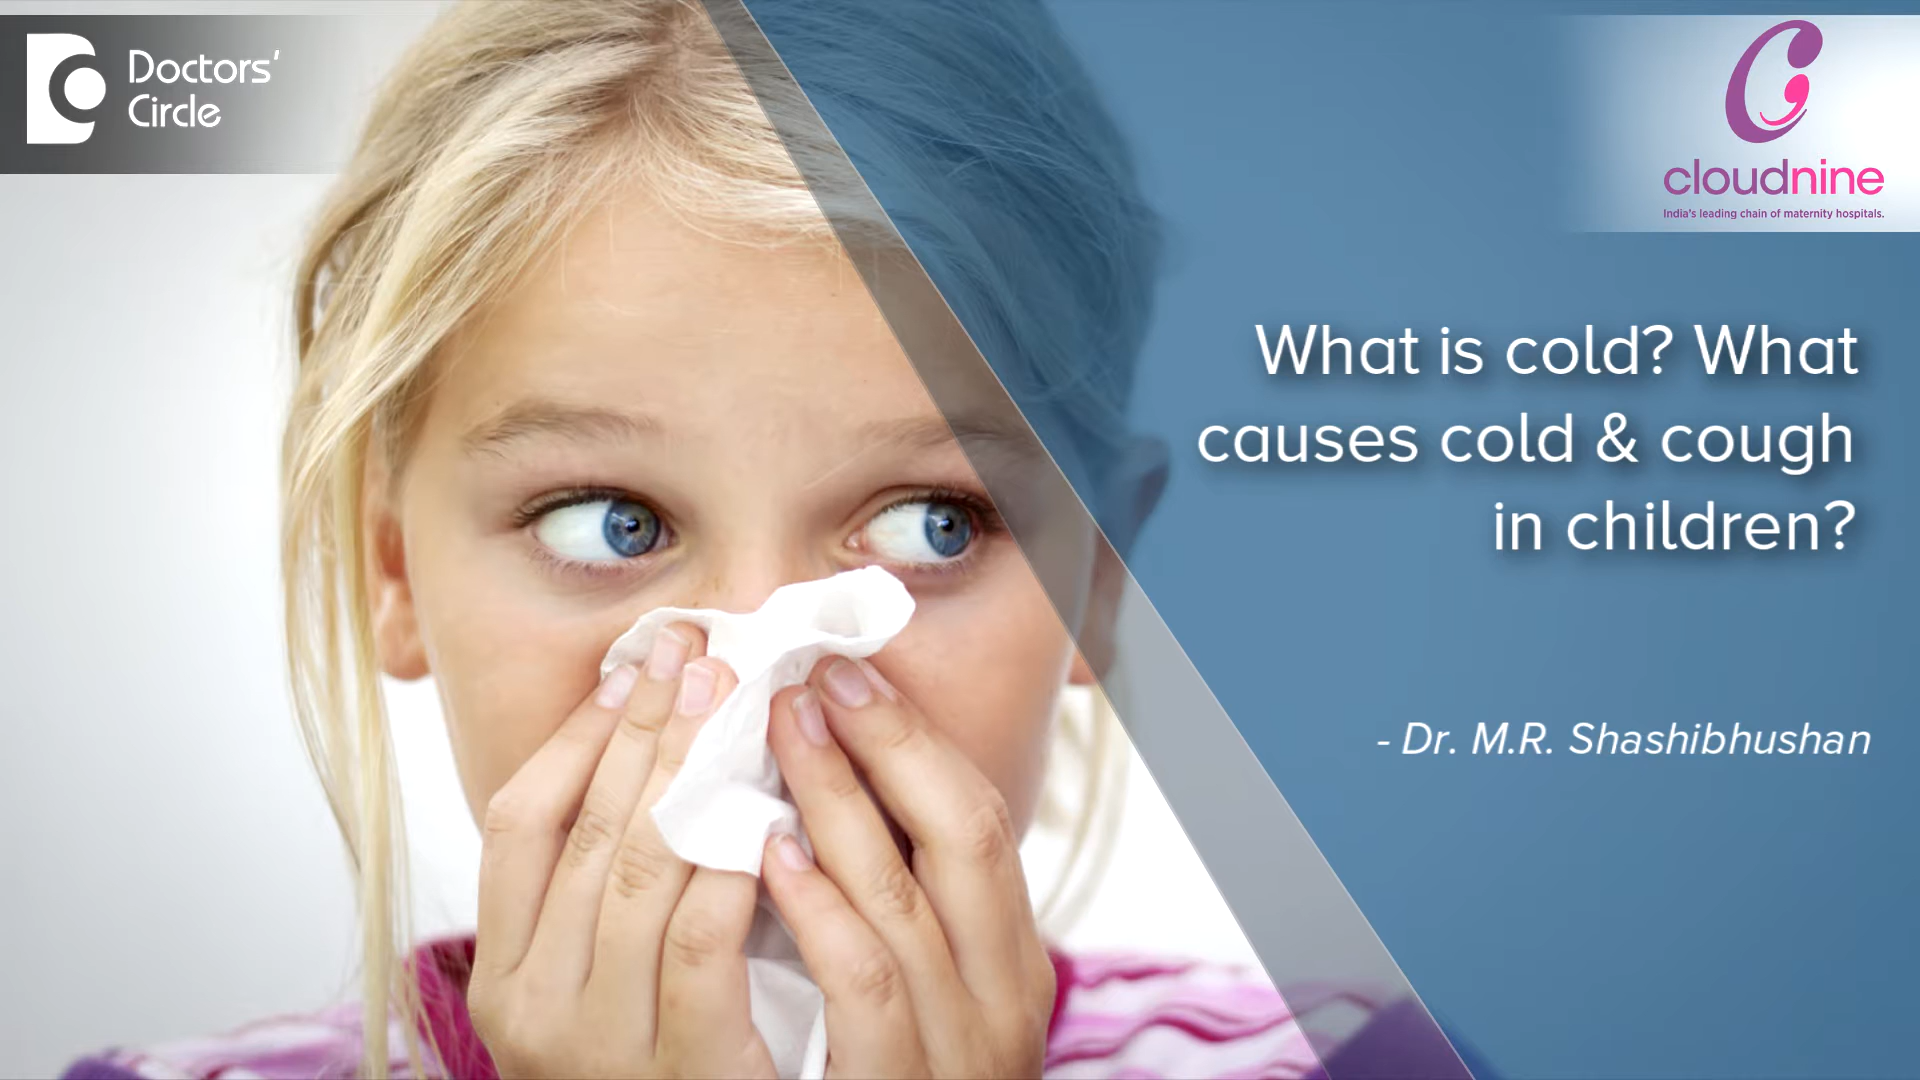 Doctors'
Circle
cloudnine
India's leading chain of maternity hospitals.
What is cold? What
causes cold & cough
in children?
- Dr. M.R. Shashibhushan